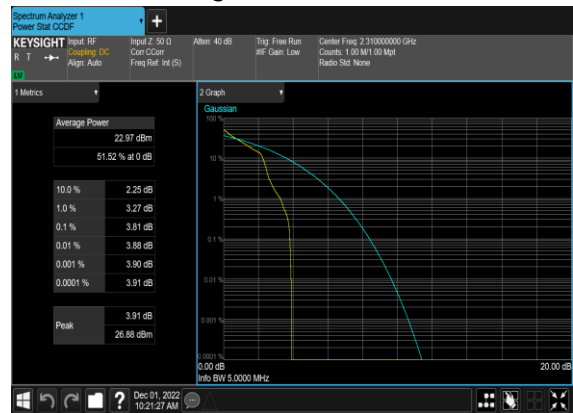 Spectrum Analyzer 1
Power Stat CCDF
+
KEYSIGHT
R T
LW
Input: RF
Coupling: DC
Align: Auto
Input Z: 50 Ω
Corr CCorr
Freq Ref: Int (S)
Atten: 40 dB
Trig: Free Run
#IF Gain: Low
Center Freq: 2.310000000 GHz
Counts: 1.00 M/1.00 Mpt
Radio Std: None
1 Metrics
Average Power
22.97 dBm
51.52 % at 0 dB
10.0 % 2.25 dB
1.0 % 3.27 dB
0.1 % 3.81 dB
0.01 % 3.88 dB
0.001 % 3.90 dB
0.0001 % 3.91 dB
Peak
3.91 dB
26.88 dBm
2 Graph
Gaussian
100 %
10 %
1 %
0.1 %
0.01 %
0.001 %
0.0001 %
0.00 dB 20.00 dB
Info BW 5.0000 MHz
?
Dec 01, 2022
10:21:27 AM